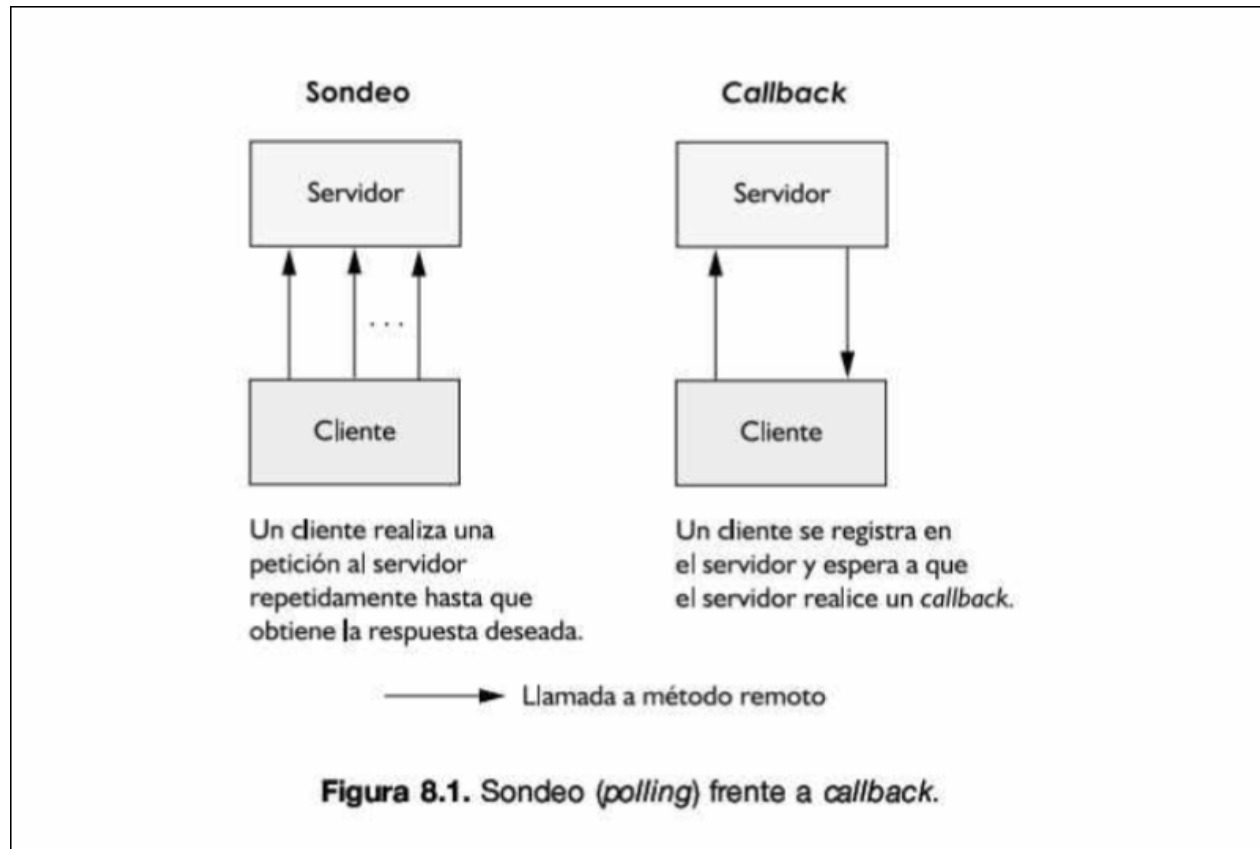 Sondeo
Servidor
...
Cliente
Un cliente realiza una
petición al servidor
repetidamente hasta que
obtiene la respuesta deseada.
Callback
Servidor
Cliente
Un cliente se registra en
el servidor y espera a que
el servidor realice un callback.
Llamada a método remoto
Figura 8.1. Sondeo (polling) frente a callback.